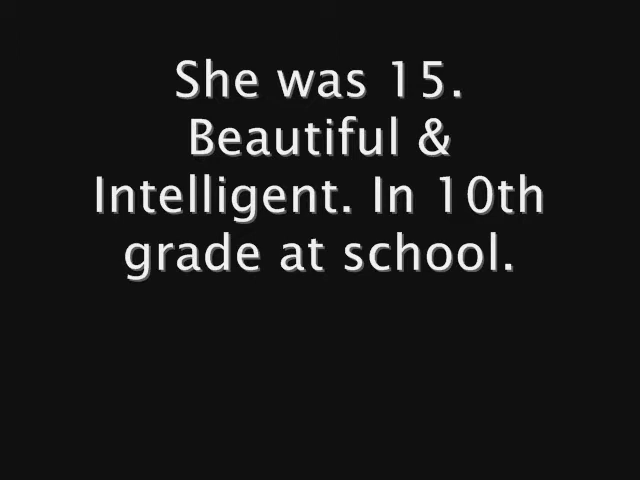 She was 15.
Beautiful &
Intelligent. In 10th
grade at school.